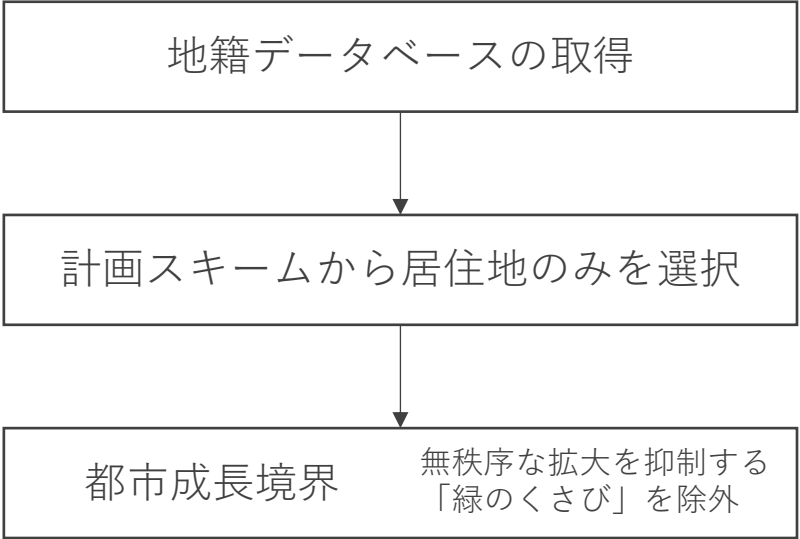 地籍データベースの取得
計画スキームから居住地のみを選択
都市成長境界
無秩序な拡大を抑制する
「緑のくさび」を除外